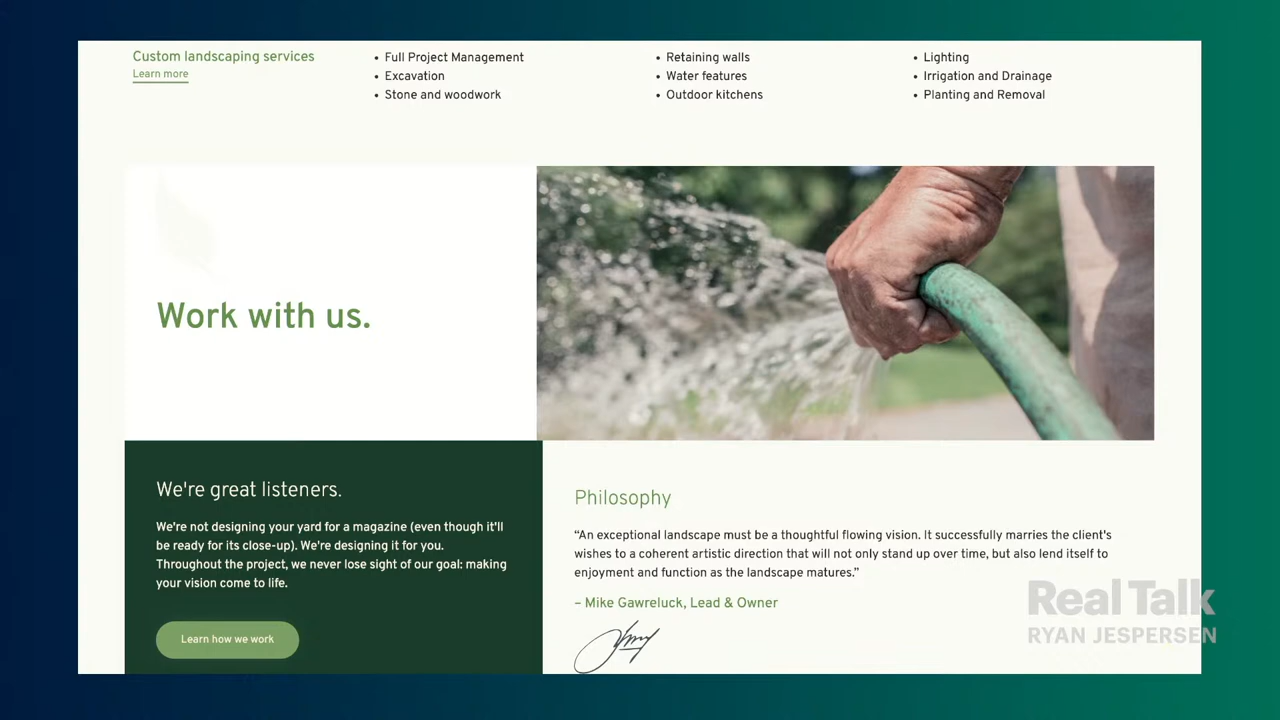 Custom landscaping services
Learn more
• Full Project Management
• Excavation
• Stone and woodwork
• Retaining walls
• Water features
• Outdoor kitchens
• Lighting
• Irrigation and Drainage
• Planting and Removal
Work with us.
We're great listeners.
We're not designing your yard for a magazine (even though it'll
be ready for its close-up). We're designing it for you.
Throughout the project, we never lose sight of our goal: making
your vision come to life.
Learn how we work
Philosophy
“An exceptional landscape must be a thoughtful flowing vision. It successfully marries the client's
wishes to a coherent artistic direction that will not only stand up over time, but also lend itself to
enjoyment and function as the landscape matures.”
– Mike Gawreluck, Lead & Owner
Real Talk
RYAN JESPERSEN